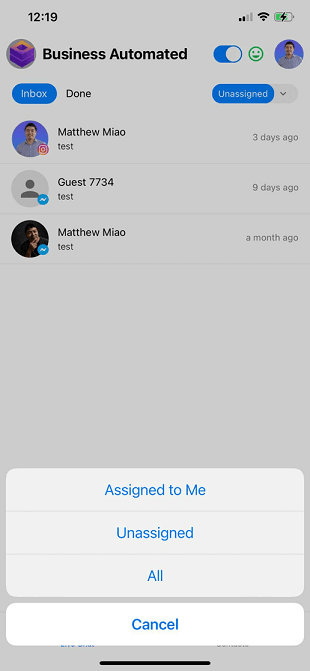 12:19
Business Automated
Inbox Done Unassigned
Matthew Miao
3 days ago
test
Guest 7734
9 days ago
test
Matthew Miao
a month ago
test
Assigned to Me
Unassigned
All
Cancel